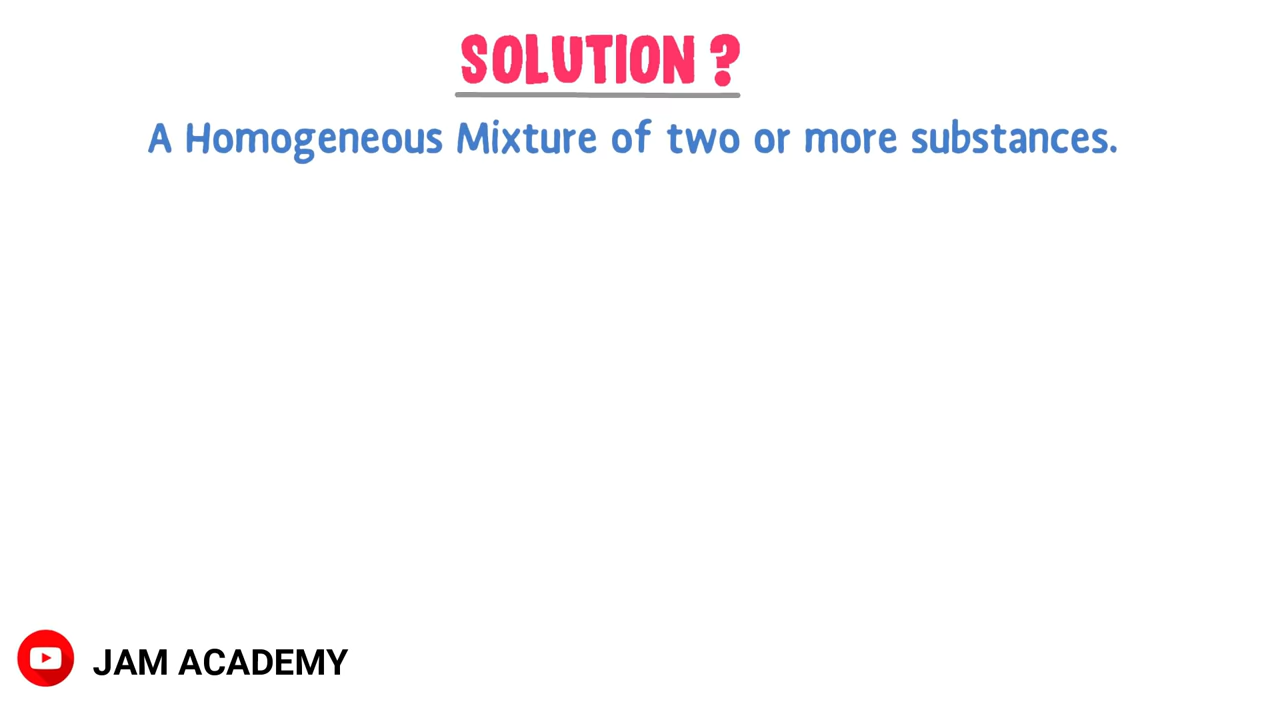 SOLUTION ?
A Homogeneous Mixture of two or more substances.
JAM ACADEMY